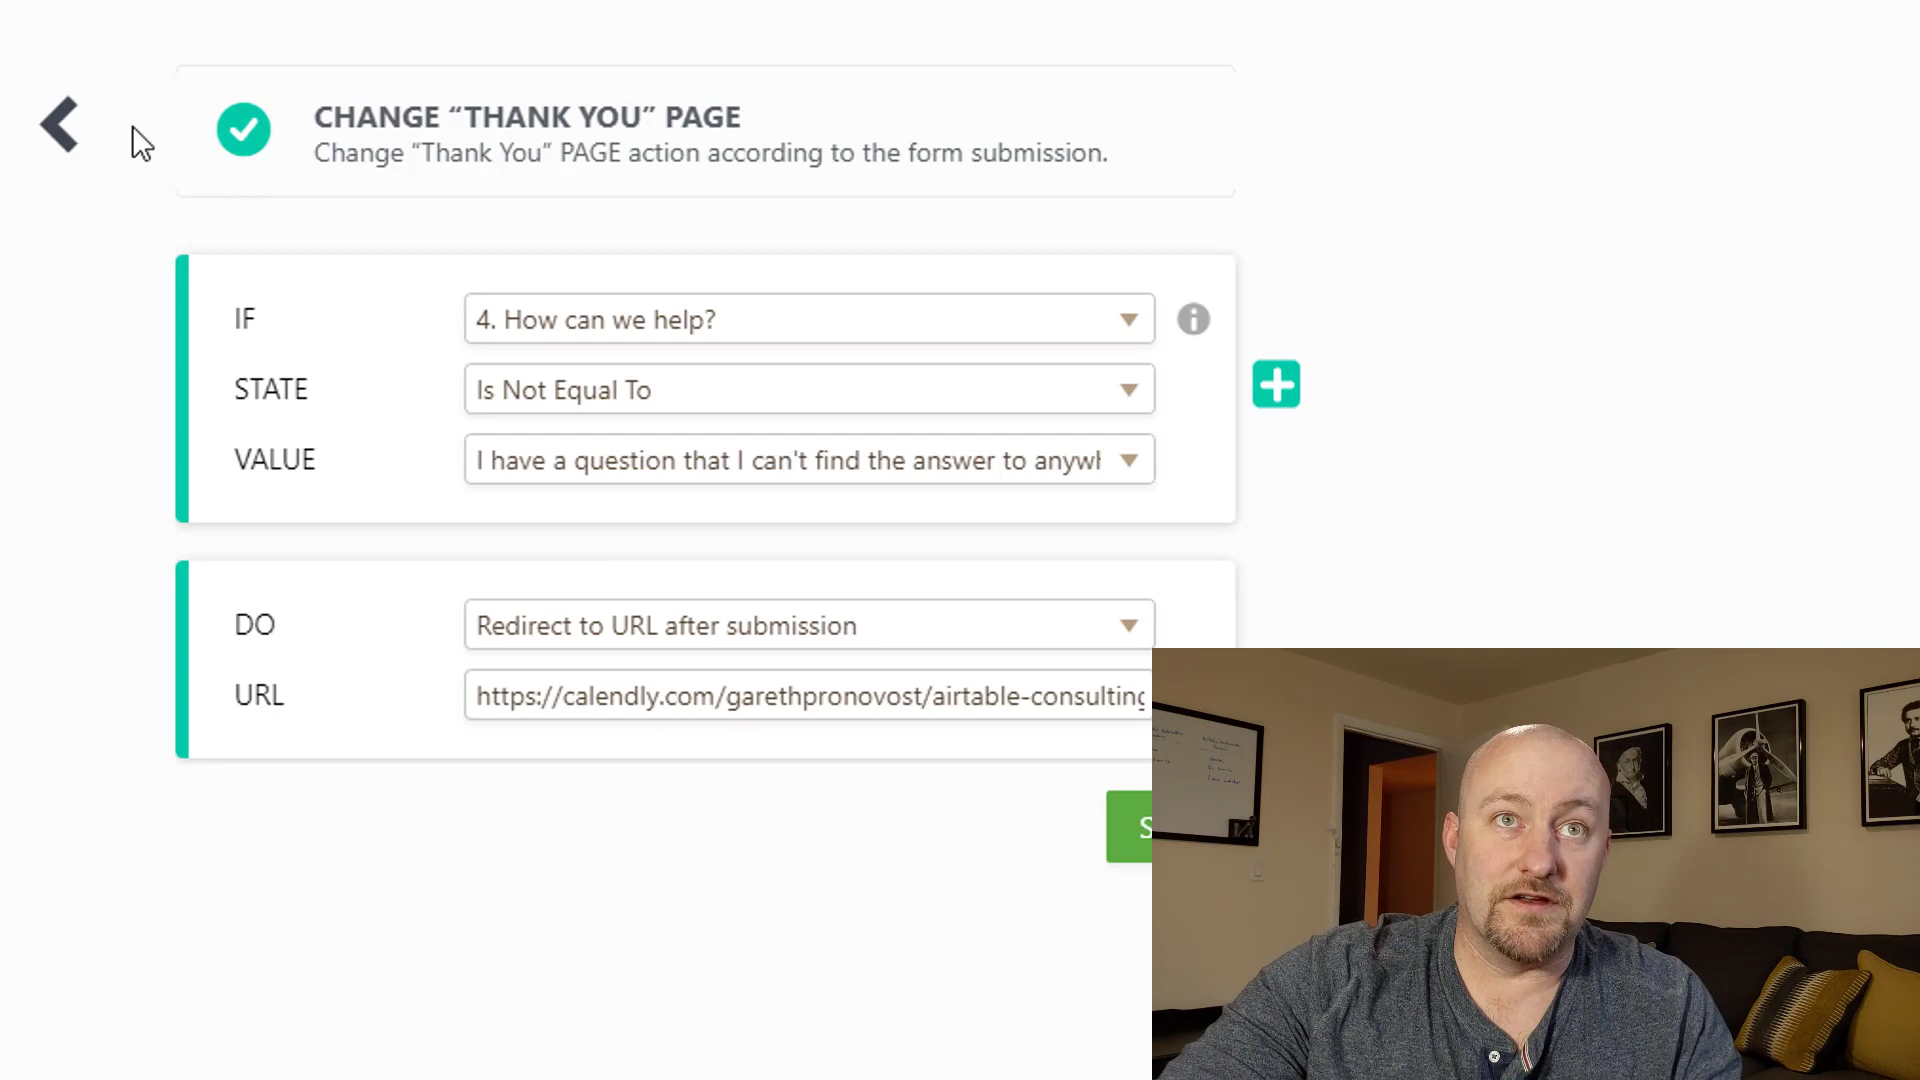 CHANGE “THANK YOU” PAGE
Change “Thank You” PAGE action according to the form submission.
IF
4. How can we help?
STATE
Is Not Equal To
VALUE
I have a question that I can't find the answer to anywh
DO
Redirect to URL after submission
URL
https://calendly.com/garethpronovost/airtable-consulting
S